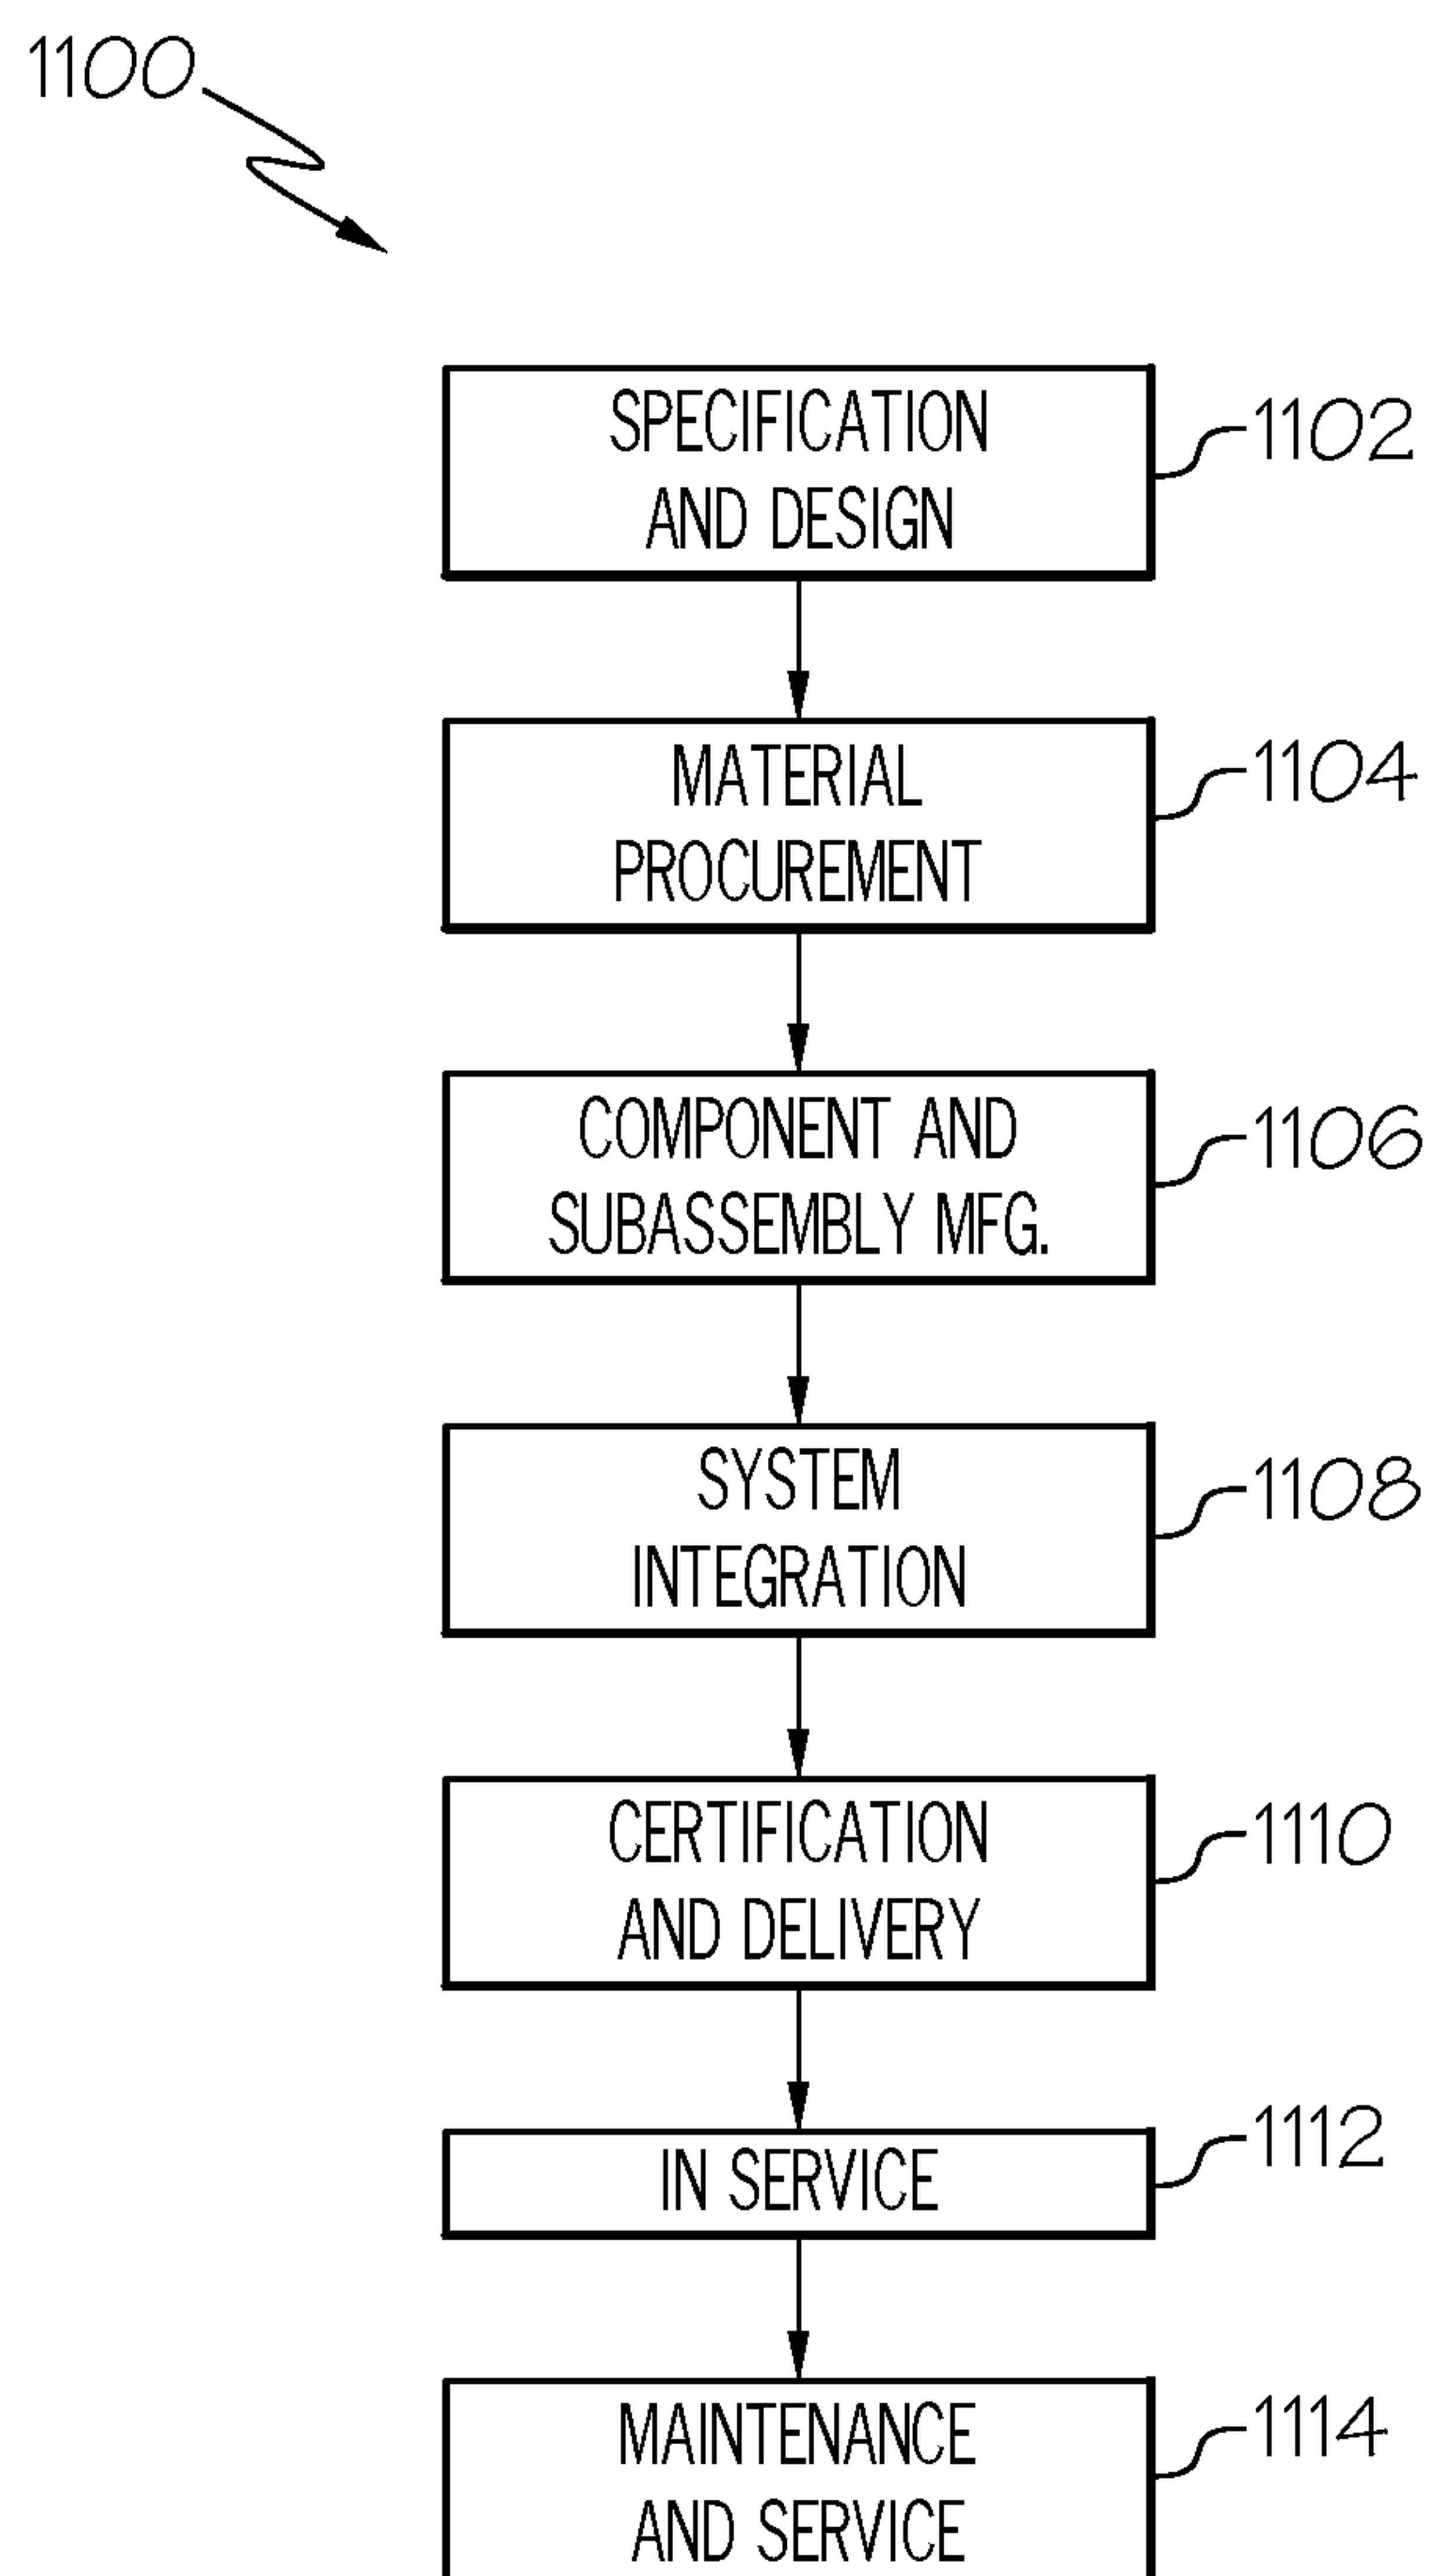 1100
SPECIFICATION
AND DESIGN
1102
MATERIAL
PROCUREMENT
1104
COMPONENT AND
SUBASSEMBLY MFG.
1106
SYSTEM
INTEGRATION
1108
CERTIFICATION
AND DELIVERY
1110
IN SERVICE
1112
MAINTENANCE
AND SERVICE
1114